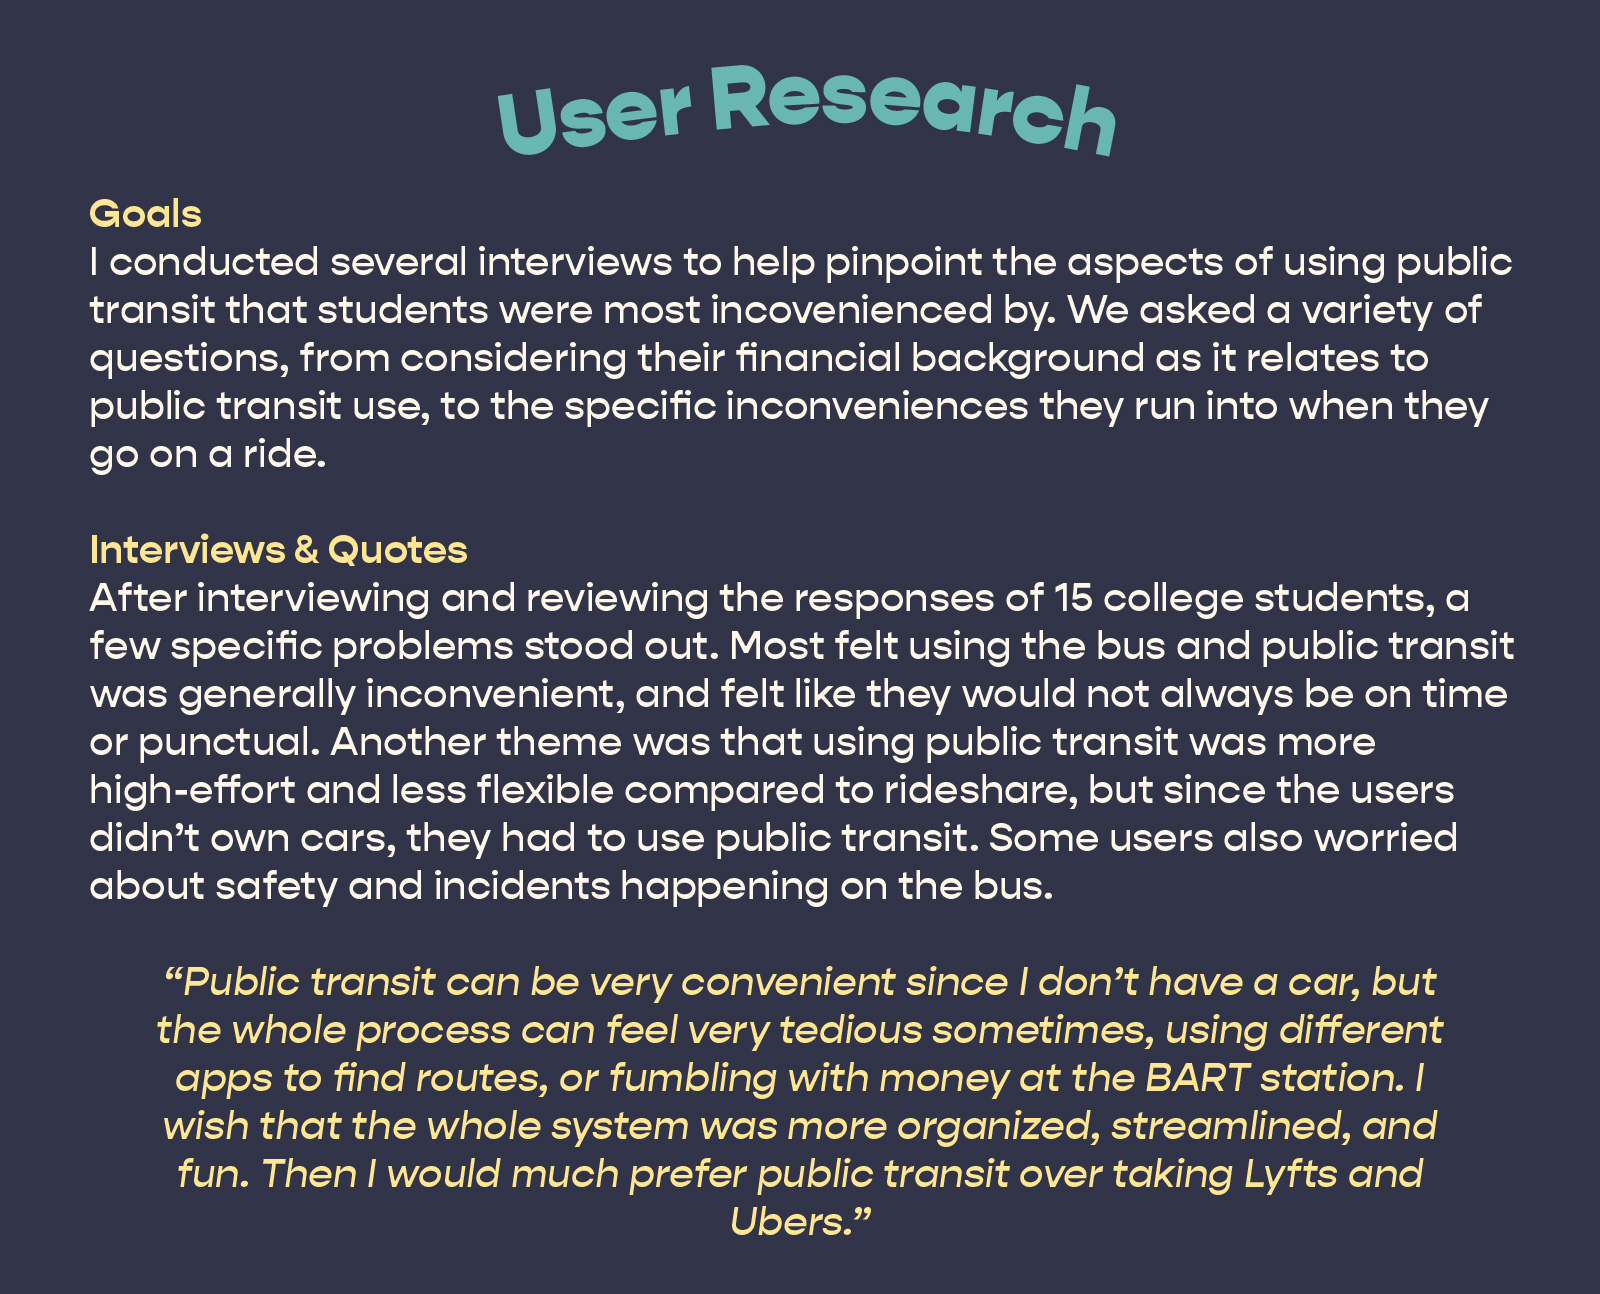 User Research
Goals
I conducted several interviews to help pinpoint the aspects of using public
transit that students were most incovenienced by. We asked a variety of
questions, from considering their financial background as it relates to
public transit use, to the specific inconveniences they run into when they
go on a ride.
Interviews & Quotes
After interviewing and reviewing the responses of 15 college students, a
few specific problems stood out. Most felt using the bus and public transit
was generally inconvenient, and felt like they would not always be on time
or punctual. Another theme was that using public transit was more
high-effort and less flexible compared to rideshare, but since the users
didn’t own cars, they had to use public transit. Some users also worried
about safety and incidents happening on the bus.
“Public transit can be very convenient since I don’t have a car, but
the whole process can feel very tedious sometimes, using different
apps to find routes, or fumbling with money at the BART station. I
wish that the whole system was more organized, streamlined, and
fun. Then I would much prefer public transit over taking Lyfts and
Ubers.”